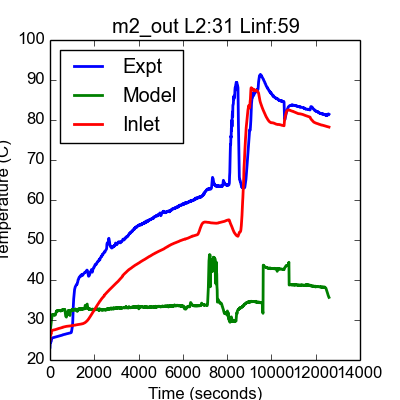 m2_out L2:31 Linf:59
100
90
80
70
60
50
40
30
20
Temperature (C)
Expt
Model
Inlet
0 2000 4000 6000 8000 10000 12000 14000
Time (seconds)